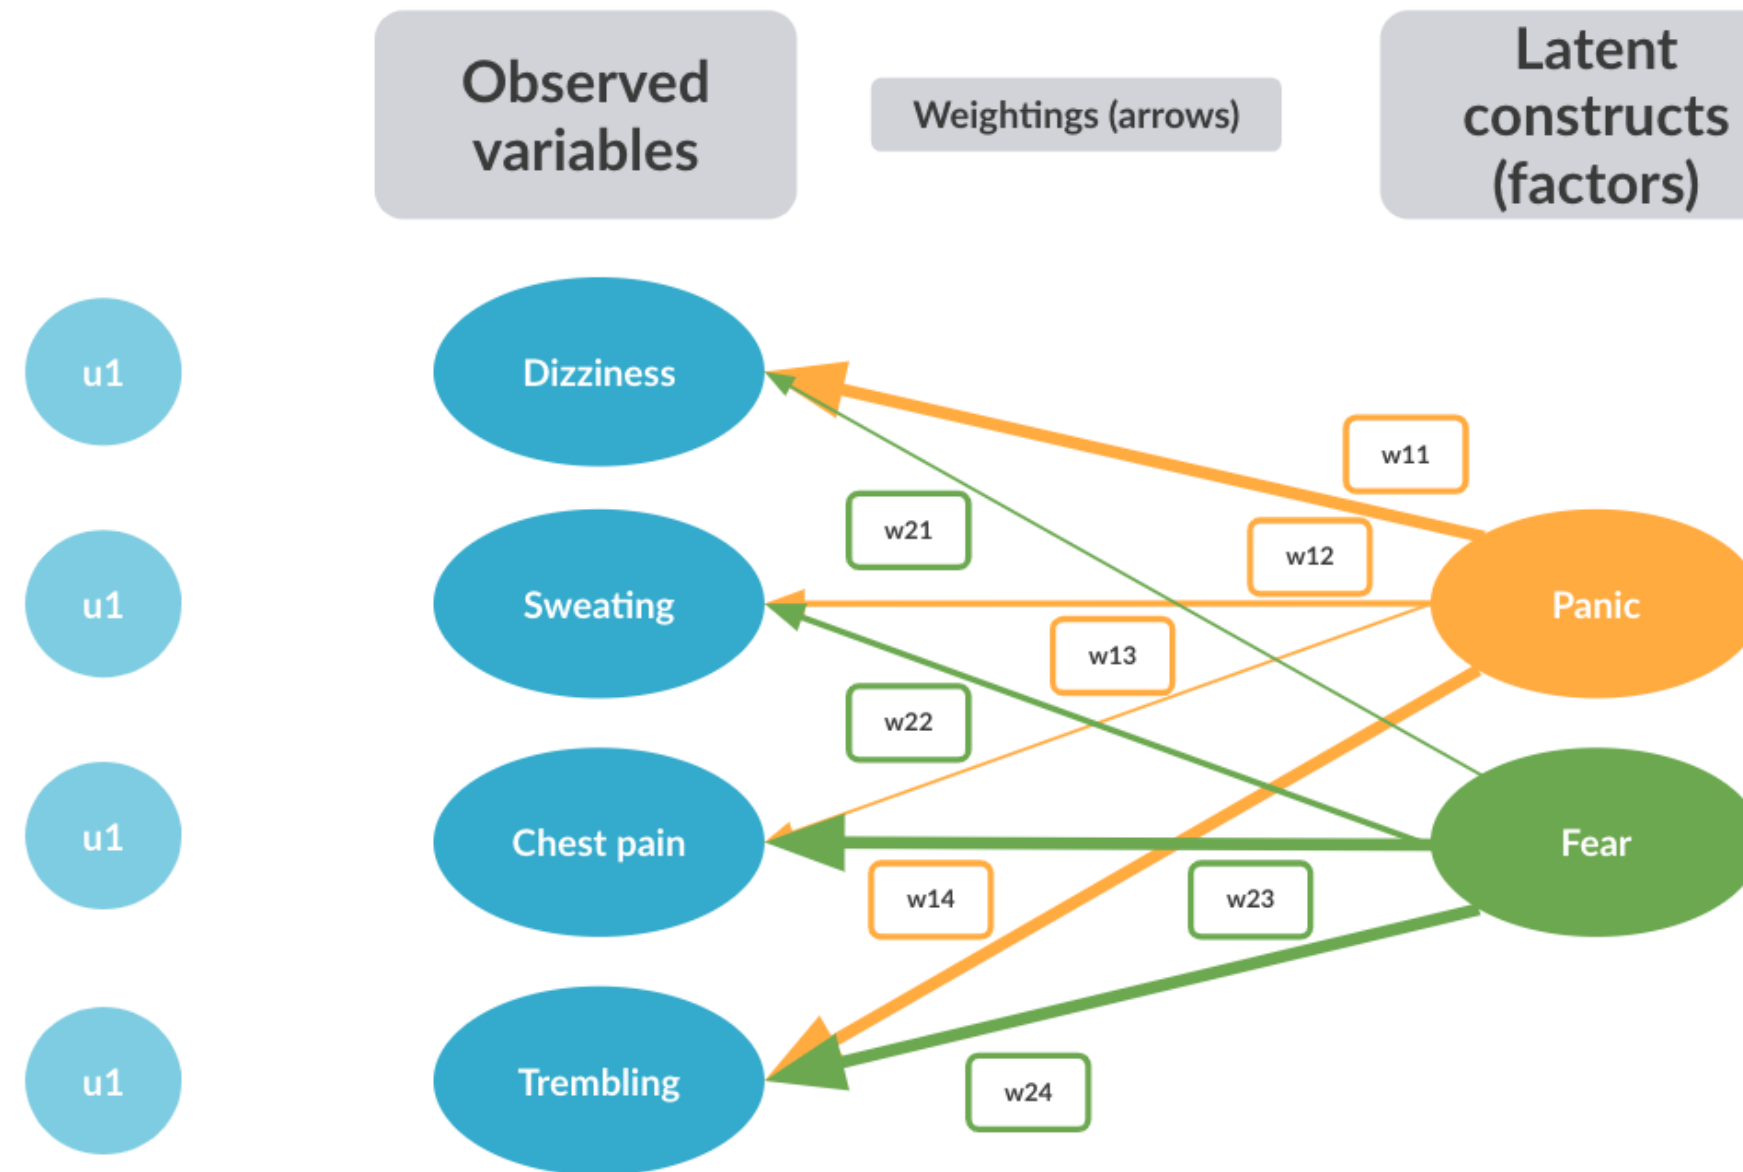 Observed
variables
Weightings (arrows)
Latent
constructs
(factors)
u1
Dizziness
w11
w21
w12
u1
Sweating
Panic
w13
w22
u1
Chest pain
Fear
w14
w23
u1
Trembling
w24